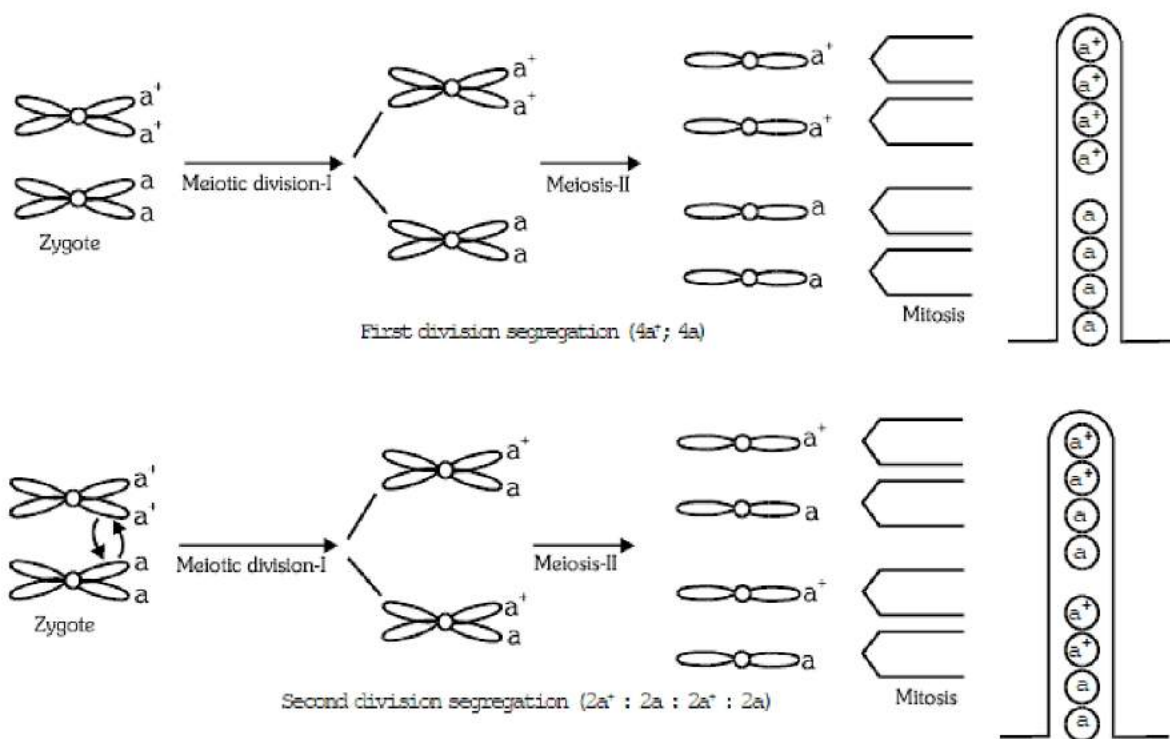 a⁺
a⁺
a
a
Zygote
Meiotic division-I
a⁺
a⁺
a
a
Meiosis-II
a⁺
a⁺
a
a
Mitosis
a⁺
a⁺
a⁺
a⁺
a
a
a
a
First division segregation (4a⁺; 4a)
a⁺
a⁺
a
a
Zygote
Meiotic division-I
a⁺
a
a⁺
a
Meiosis-II
a⁺
a
a⁺
a
Mitosis
a⁺
a⁺
a
a
a⁺
a⁺
a
a
Second division segregation (2a⁺ : 2a : 2a⁺ : 2a)